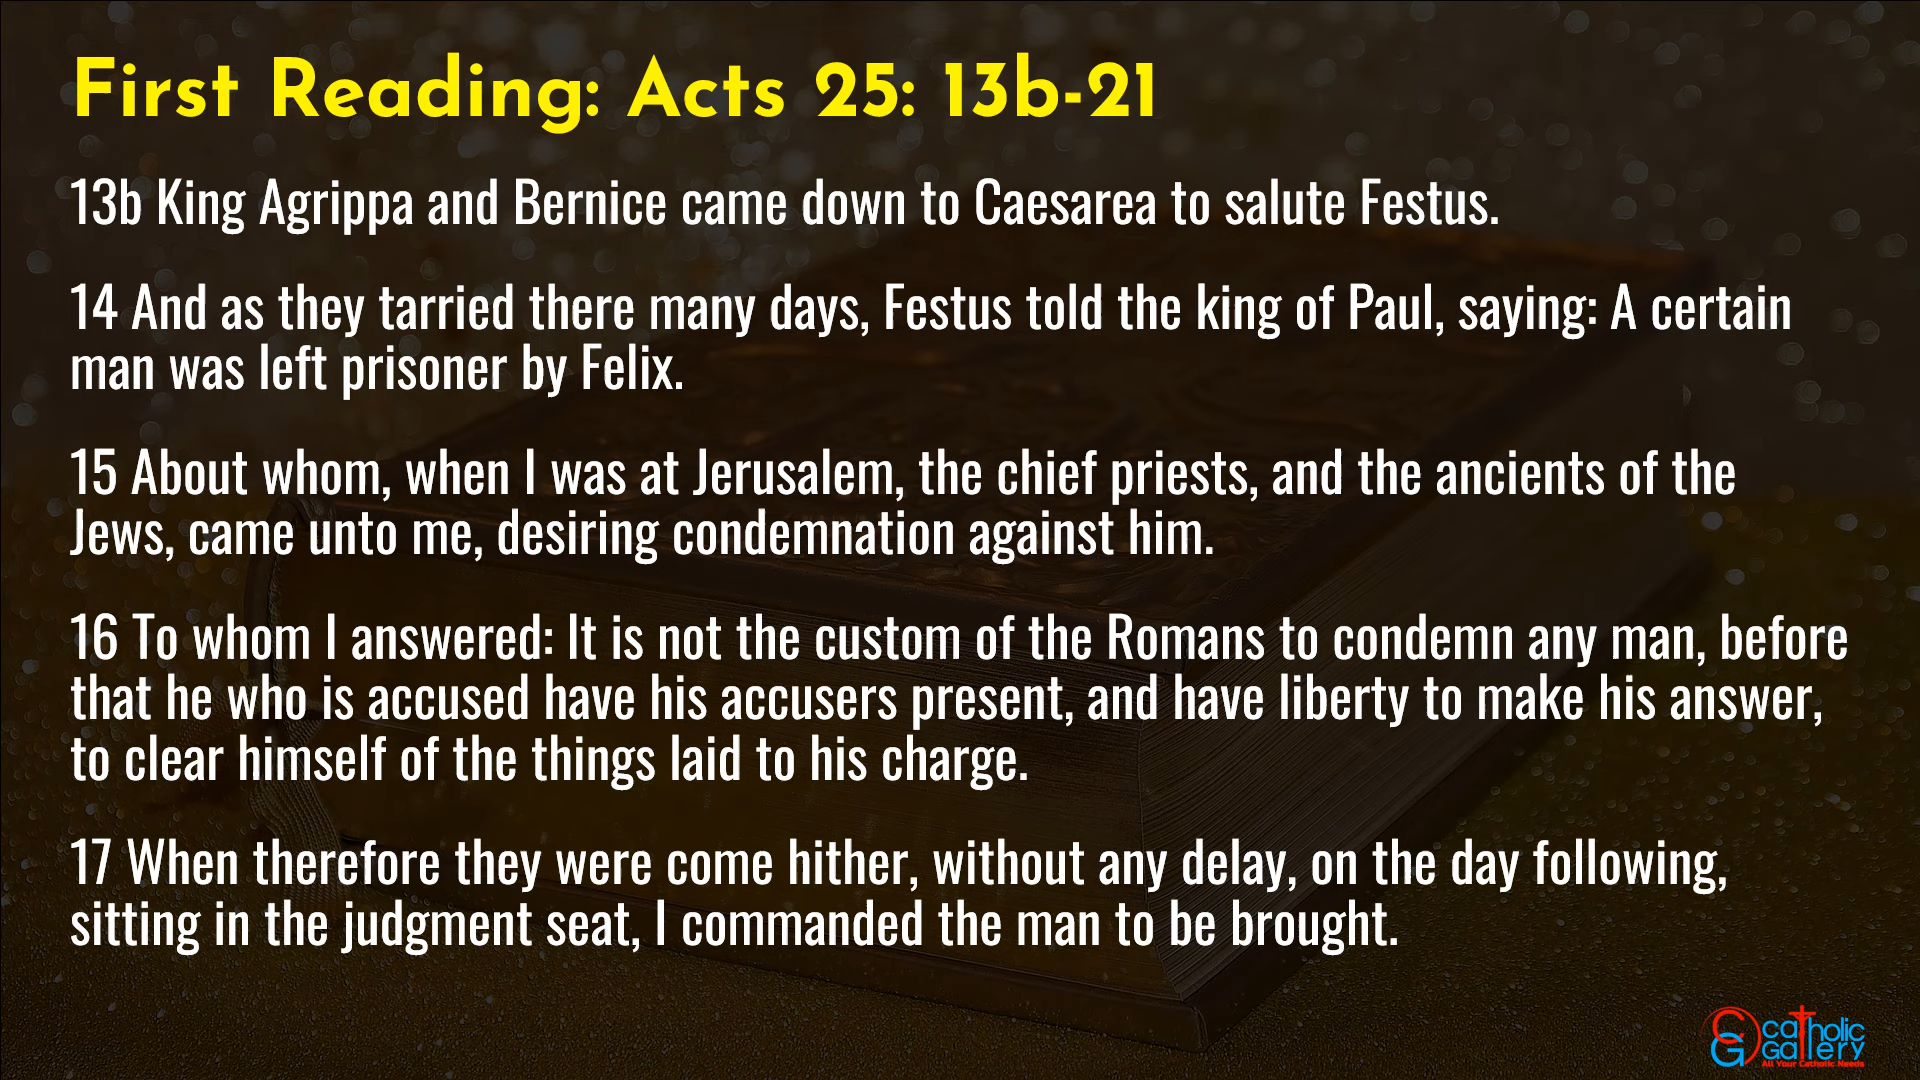 First Reading: Acts 25: 13b-21
13b King Agrippa and Bernice came down to Caesarea to salute Festus.
14 And as they tarried there many days, Festus told the king of Paul, saying: A certain
man was left prisoner by Felix.
15 About whom, when I was at Jerusalem, the chief priests, and the ancients of the
Jews, came unto me, desiring condemnation against him.
16 To whom I answered: It is not the custom of the Romans to condemn any man, before
that he who is accused have his accusers present, and have liberty to make his answer,
to clear himself of the things laid to his charge.
17 When therefore they were come hither, without any delay, on the day following,
sitting in the judgment seat, I commanded the man to be brought.
CG catholic
Gallery
All Your Catholic Needs